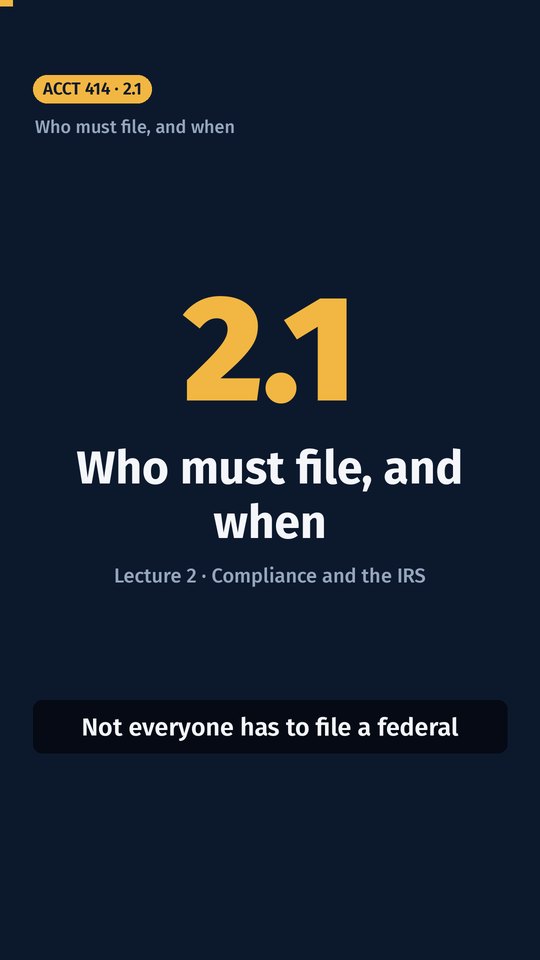 ACCT 414 · 2.1
Who must file, and when
2.1
Who must file, and
when
Lecture 2 · Compliance and the IRS
Not everyone has to file a federal